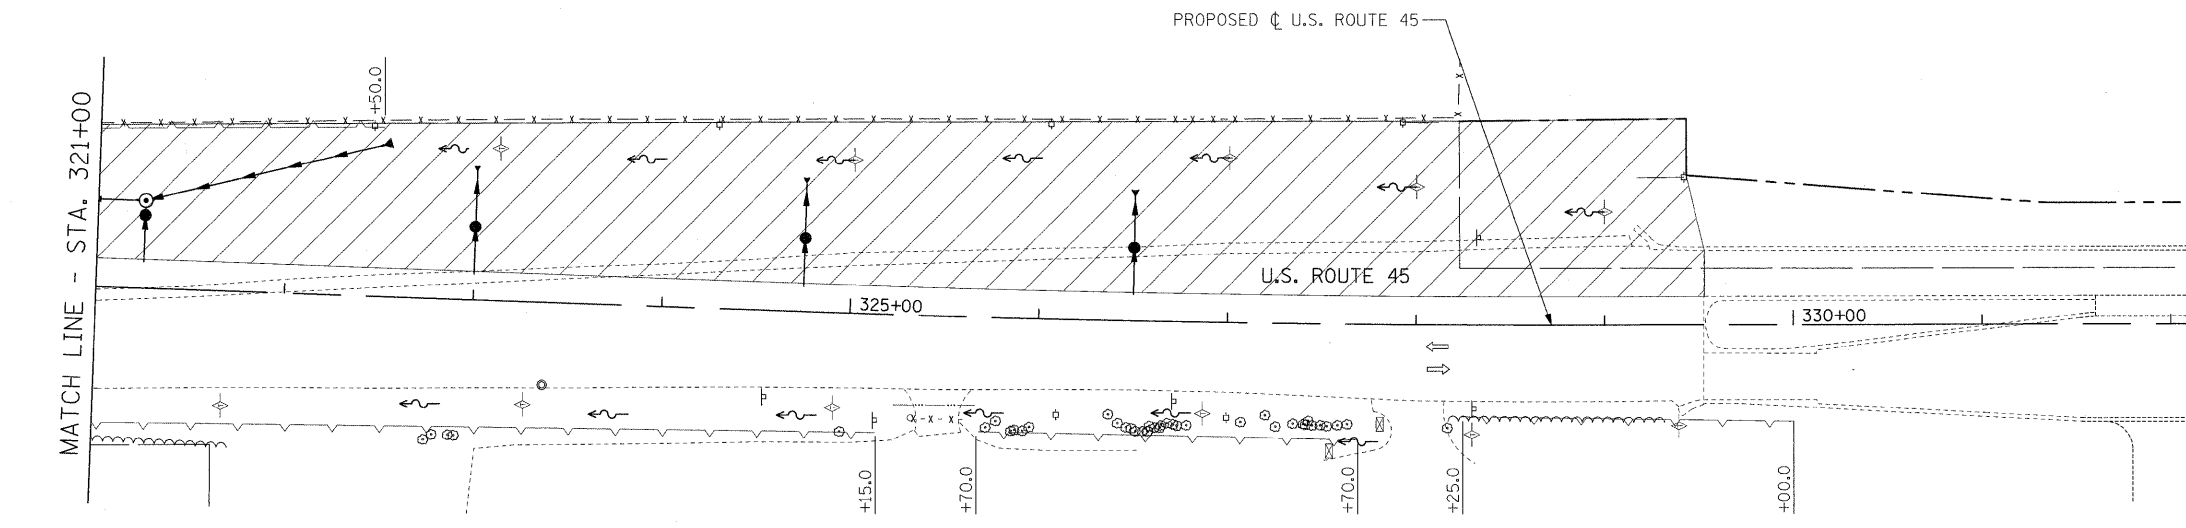 PROPOSED ℄ U.S. ROUTE 45
+50.0
MATCH LINE - STA. 321+00
U.S. ROUTE 45
325+00
330+00
+15.0
+70.0
+70.0
+25.0
+00.0